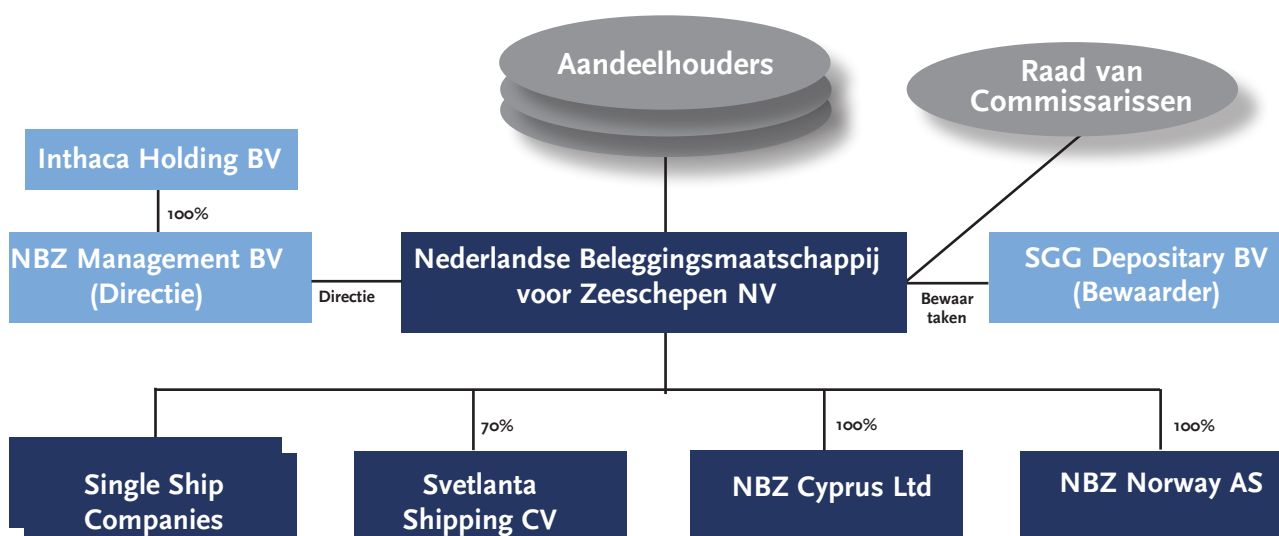 Aandeelhouders
Raad van
Commissarissen
Inthaca Holding BV
100%
NBZ Management BV
(Directie)
Directie
Nederlandse Beleggingsmaatschappij
voor Zeeschepen NV
Bewaar
taken
SGG Depositary BV
(Bewaarder)
70%
100%
100%
Single Ship
Companies
Svetlanta
Shipping CV
NBZ Cyprus Ltd
NBZ Norway AS